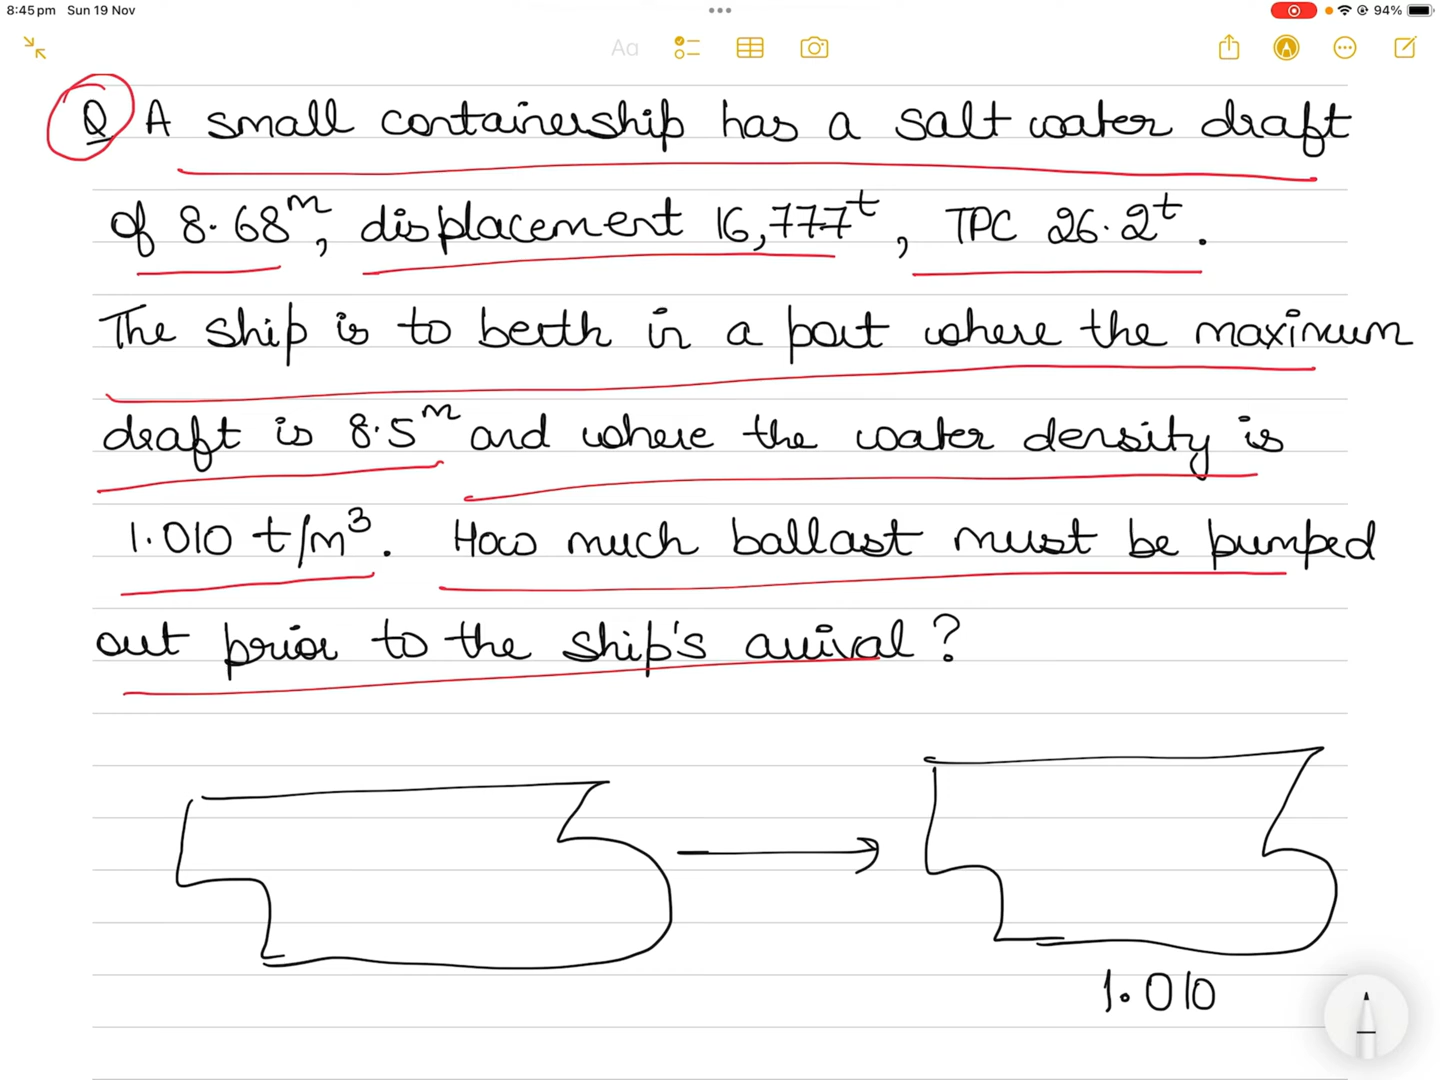 8:45 pm Sun 19 Nov
94%
Aa
Q A small containership has a salt water draft
of 8.68ᵐ, displacement 16,777ᵗ, TPC 26.2ᵗ.
The ship is to berth in a port where the maximum
draft is 8.5ᵐ and where the water density is
1.010 t/m³. How much ballast must be pumped
out prior to the ship's arrival?
1.010